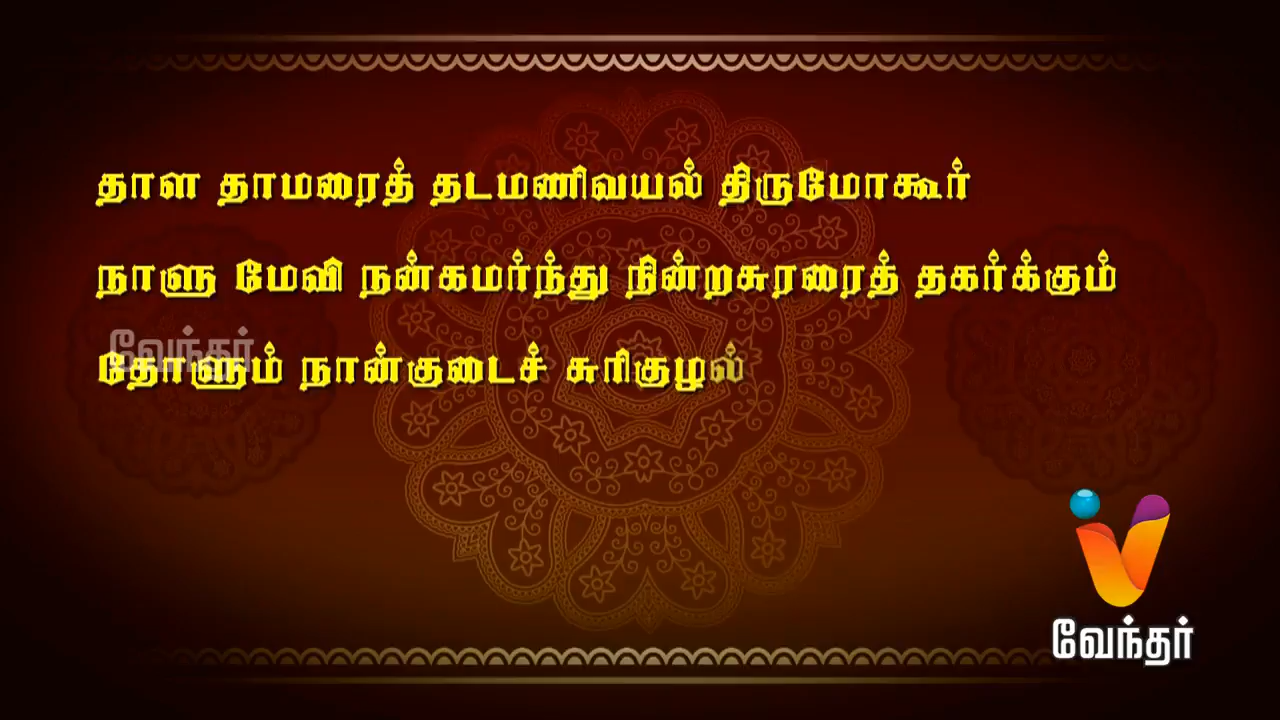 தாள தாமரைத் தடமணிவயல் திருமோகூர்
நாளு மேவி நன்கமர்ந்து நின்றசுரரைத் தகர்க்கும்
வேந்தர்
தோளும் நான்குடைச் சுரிகுழல்
வேந்தர்